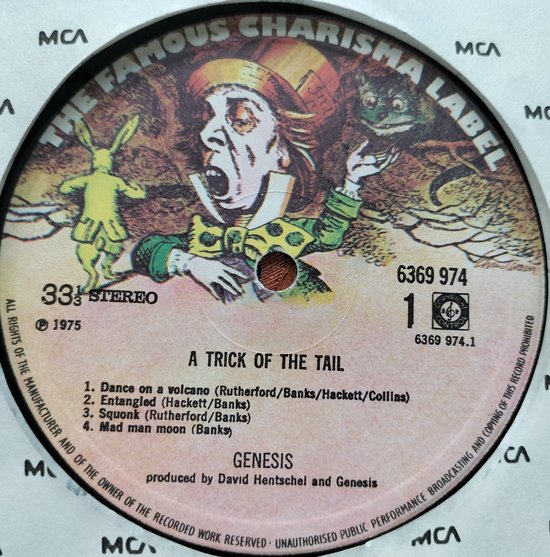 THE FAMOUS CHARISMA LABEL
6369 974
33⅓ STEREO
1
℗ 1975
6369 974.1
A TRICK OF THE TAIL
1. Dance on a volcano (Rutherford/Banks/Hackett/Collins)
2. Entangled (Hackett/Banks)
3. Squonk (Rutherford/Banks)
4. Mad man moon (Banks)
GENESIS
produced by David Hentschel and Genesis
ALL RIGHTS OF THE MANUFACTURER AND OF THE OWNER OF THE RECORDED WORK RESERVED · UNAUTHORISED PUBLIC PERFORMANCE BROADCASTING AND COPYING OF THIS RECORD PROHIBITED
MCA
MCA
MCA
MCA